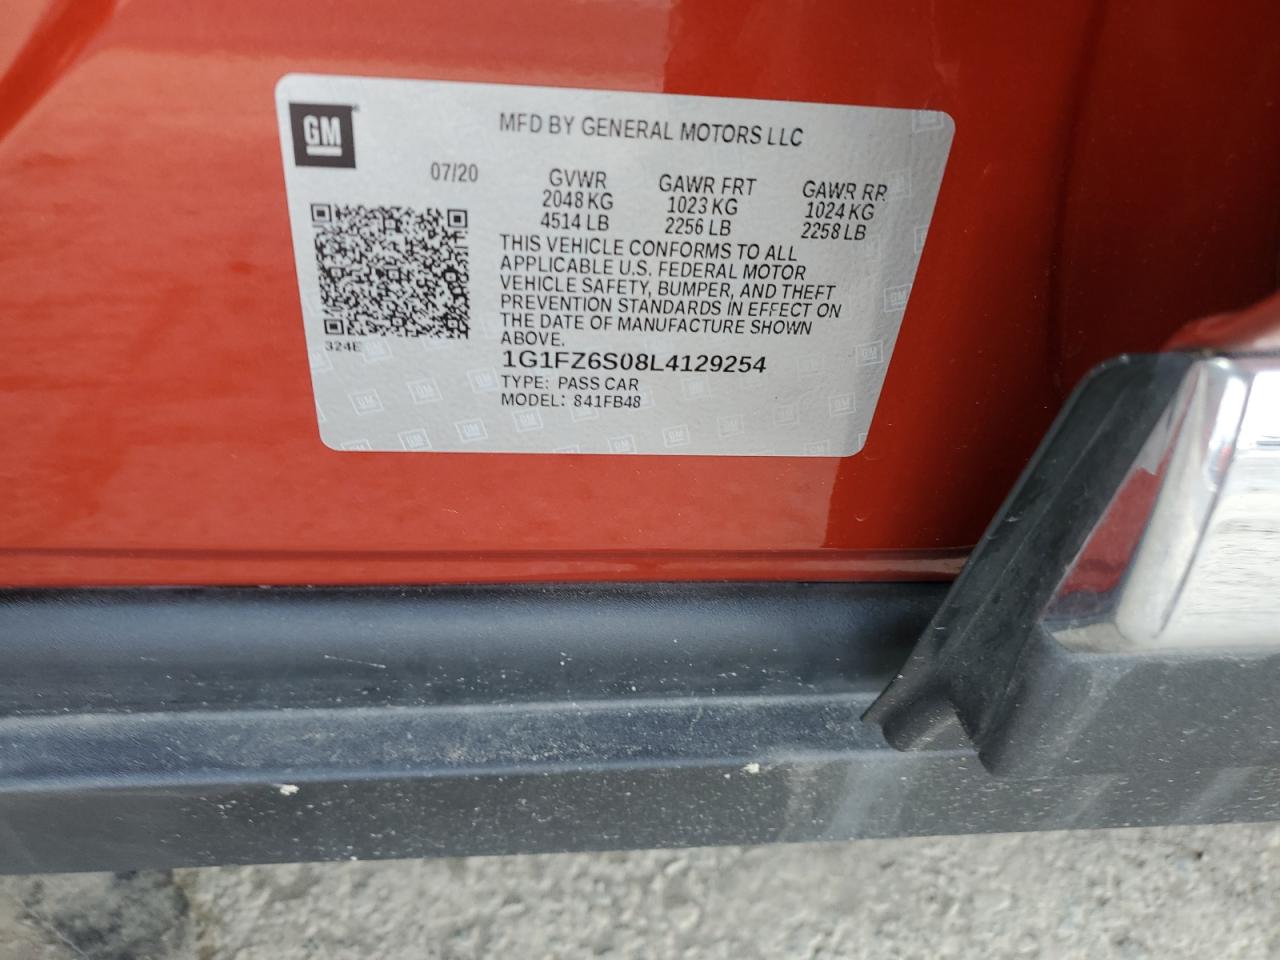 GM
MFD BY GENERAL MOTORS LLC
07/20
GVWR GAWR FRT GAWR RR
2048 KG 1023 KG 1024 KG
4514 LB 2256 LB 2258 LB
THIS VEHICLE CONFORMS TO ALL
APPLICABLE U.S. FEDERAL MOTOR
VEHICLE SAFETY, BUMPER, AND THEFT
PREVENTION STANDARDS IN EFFECT ON
THE DATE OF MANUFACTURE SHOWN
ABOVE.
324E
1G1FZ6S08L4129254
TYPE: PASS CAR
MODEL: 841FB48